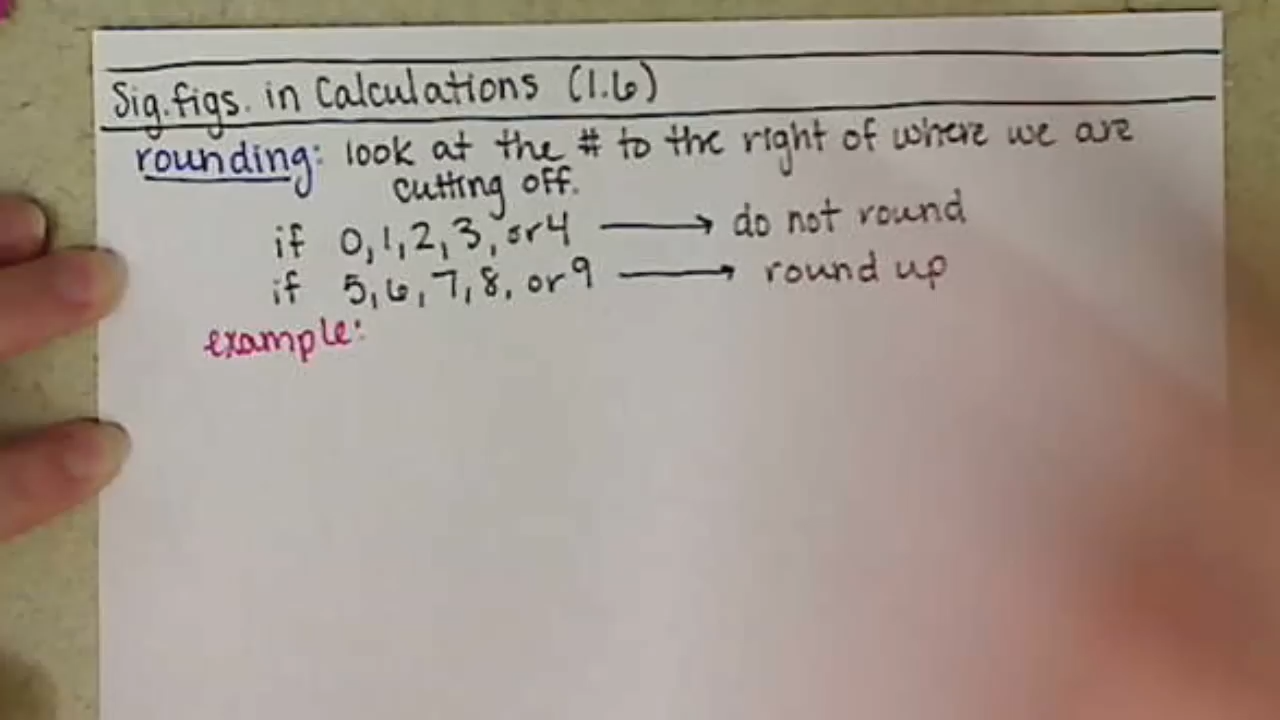 Sig. figs. in Calculations (1.6)
rounding: look at the # to the right of where we are
cutting off.
if 0, 1, 2, 3, or 4 ⟶ do not round
if 5, 6, 7, 8, or 9 ⟶ round up
example: